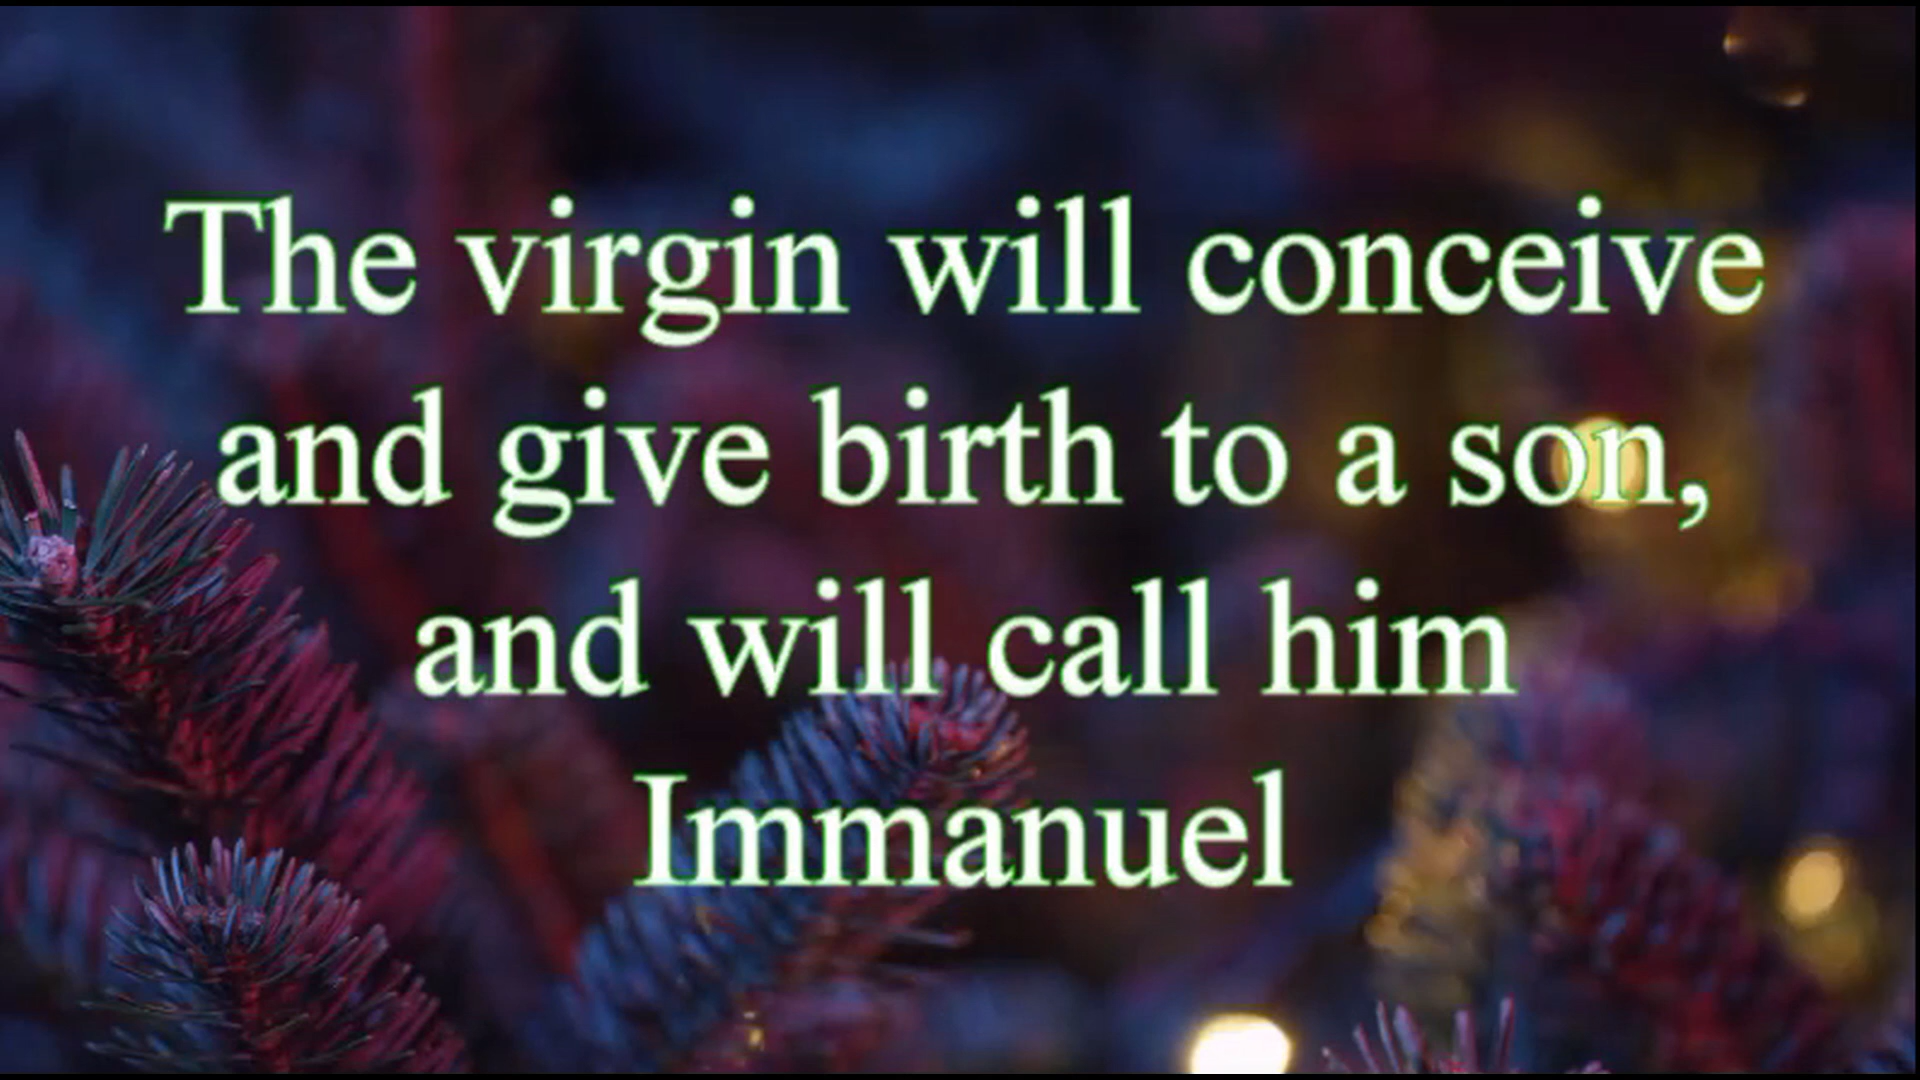 The virgin will conceive
and give birth to a son,
and will call him
Immanuel